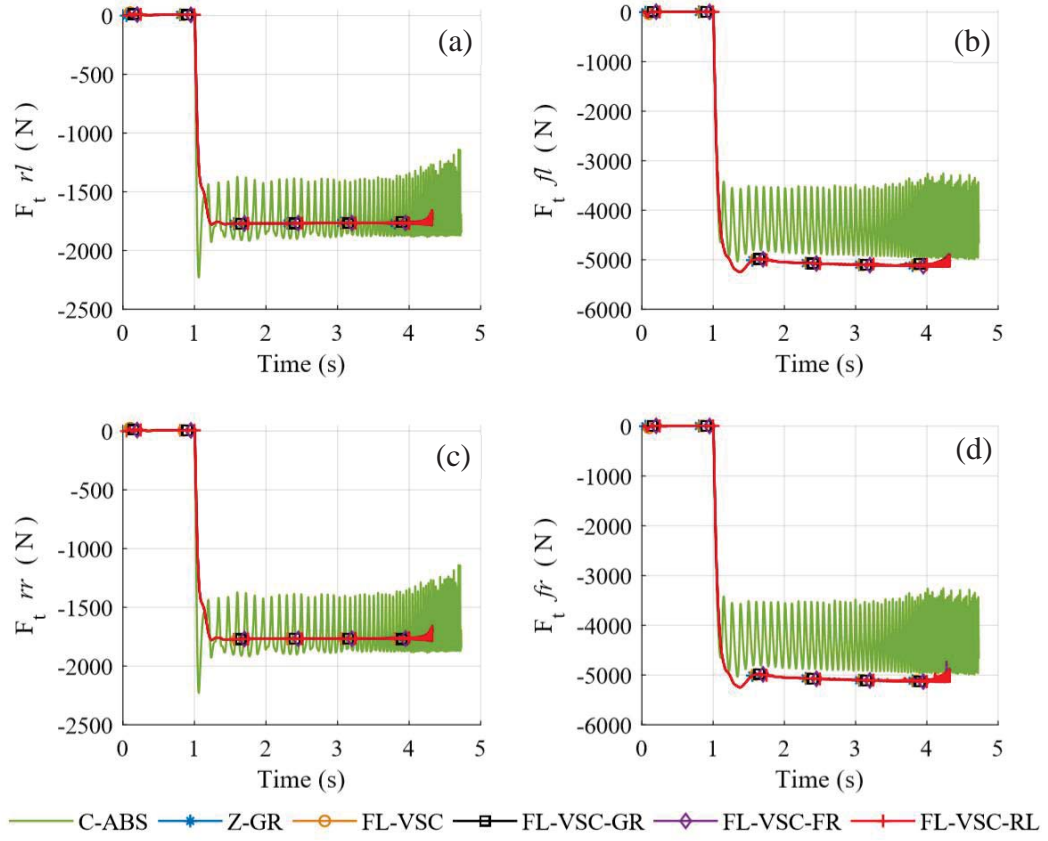 0
-500
-1000
-1500
-2000
-2500
F_t rl (N)
(a)
0 1 2 3 4 5
Time (s)
0
-1000
-2000
-3000
-4000
-5000
-6000
F_t fl (N)
(b)
0 1 2 3 4 5
Time (s)
0
-500
-1000
-1500
-2000
-2500
F_t rr (N)
(c)
0 1 2 3 4 5
Time (s)
0
-1000
-2000
-3000
-4000
-5000
-6000
F_t fr (N)
(d)
0 1 2 3 4 5
Time (s)
C-ABS Z-GR FL-VSC FL-VSC-GR FL-VSC-FR FL-VSC-RL